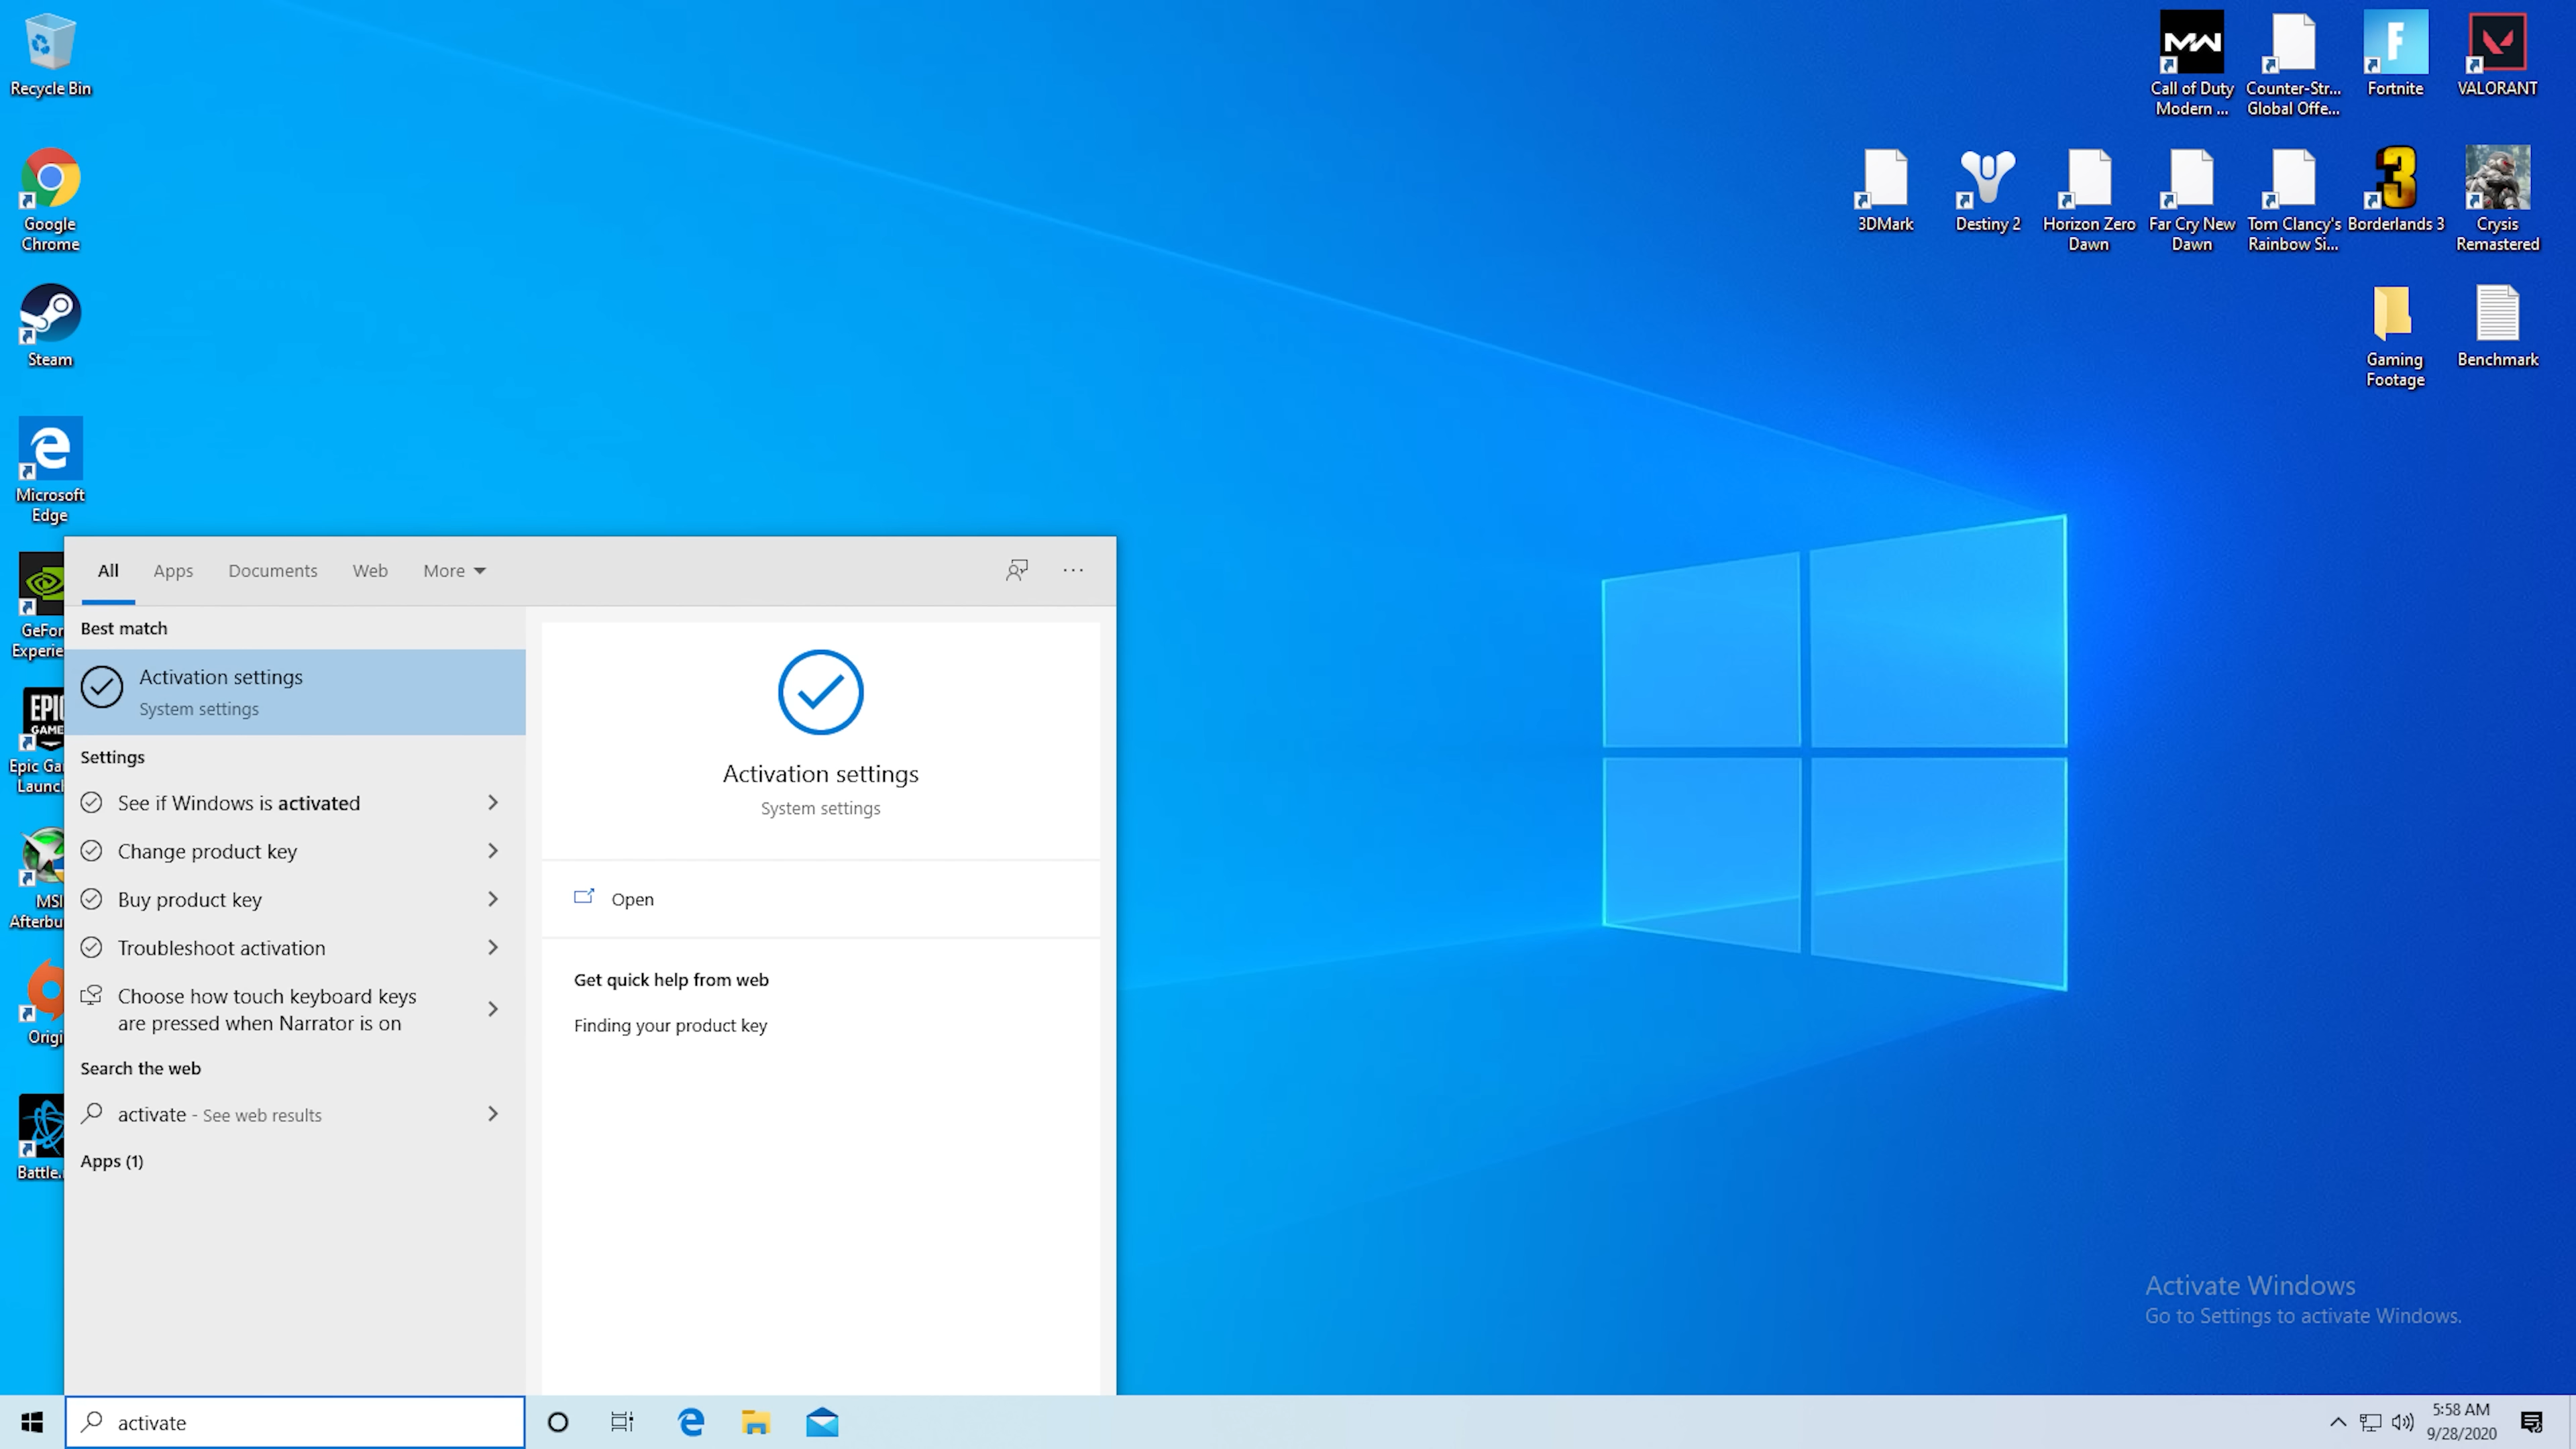 Recycle Bin
Google
Chrome
Steam
Microsoft
Edge
GeFor
Experie
EPIC
GAME
Epic Ga
Launch
MSI
Afterbu
Origi
Battle.
MW
Call of Duty
Modern ...
Counter-Str...
Global Offe...
F
Fortnite
VALORANT
3DMark
Destiny 2
Horizon Zero
Dawn
Far Cry New
Dawn
Tom Clancy's
Rainbow Si...
3
Borderlands 3
Crysis
Remastered
Gaming
Footage
Benchmark
All Apps Documents Web More
Best match
Activation settings
System settings
Settings
See if Windows is activated
Change product key
Buy product key
Troubleshoot activation
Choose how touch keyboard keys
are pressed when Narrator is on
Search the web
activate - See web results
Apps (1)
Activation settings
System settings
Open
Get quick help from web
Finding your product key
Activate Windows
Go to Settings to activate Windows.
activate
5:58 AM
9/28/2020